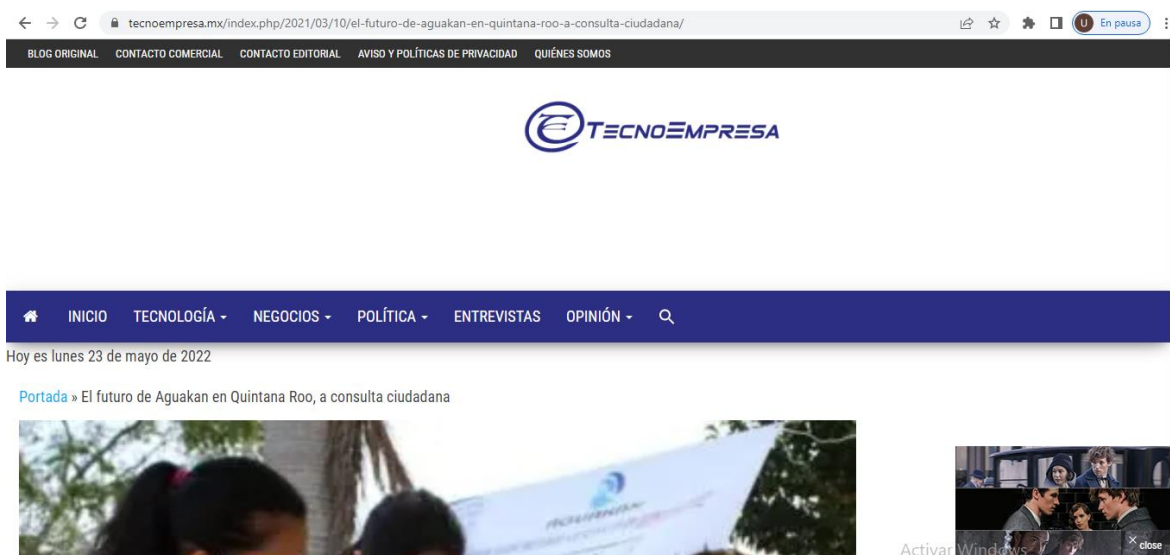 tecnoempresa.mx/index.php/2021/03/10/el-futuro-de-aguakan-en-quintana-roo-a-consulta-ciudadana/
U En pausa
BLOG ORIGINAL CONTACTO COMERCIAL CONTACTO EDITORIAL AVISO Y POLÍTICAS DE PRIVACIDAD QUIÉNES SOMOS
TECNOEMPRESA
INICIO TECNOLOGÍA NEGOCIOS POLÍTICA ENTREVISTAS OPINIÓN
Hoy es lunes 23 de mayo de 2022
Portada » El futuro de Aguakan en Quintana Roo, a consulta ciudadana
AGUAKAN
Activar Windows
× close